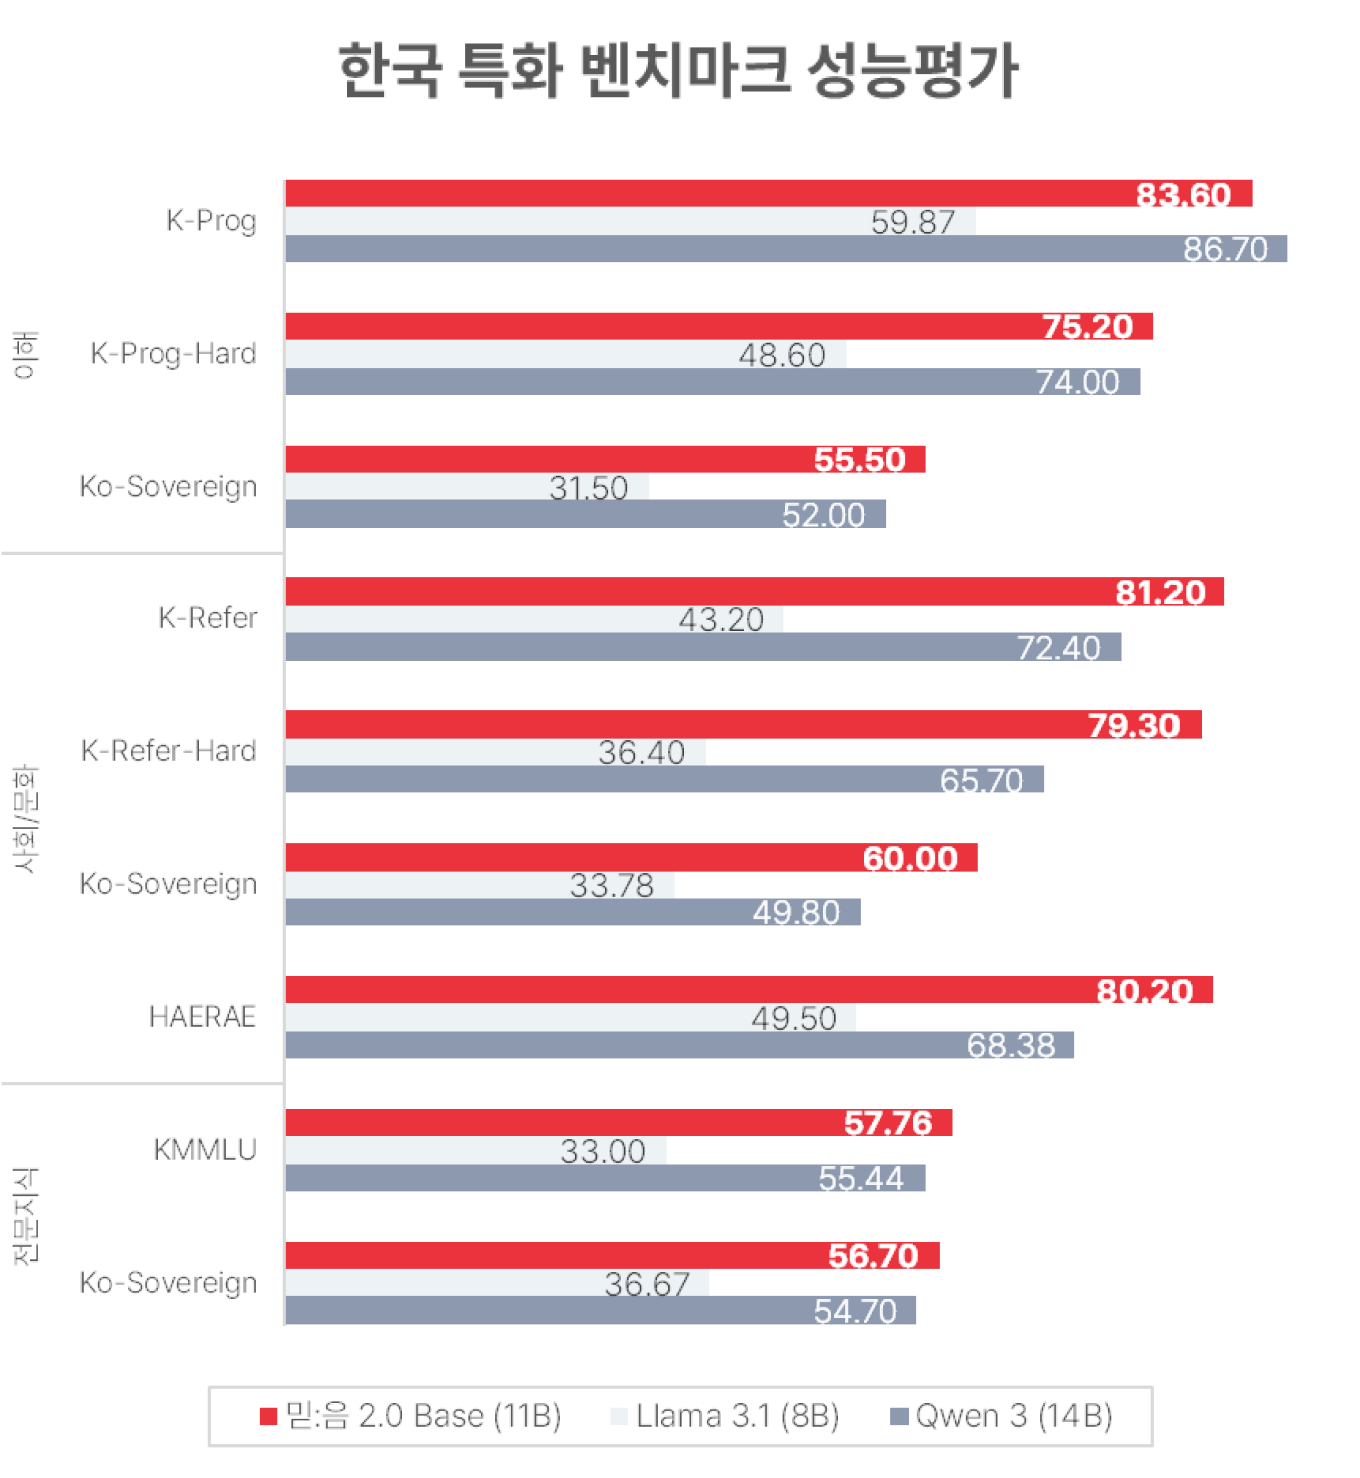 한국 특화 벤치마크 성능평가
이해
K-Prog
83.60
59.87
86.70
K-Prog-Hard
75.20
48.60
74.00
Ko-Sovereign
55.50
31.50
52.00
사회/문화
K-Refer
81.20
43.20
72.40
K-Refer-Hard
79.30
36.40
65.70
Ko-Sovereign
60.00
33.78
49.80
HAERAE
80.20
49.50
68.38
전문지식
KMMLU
57.76
33.00
55.44
Ko-Sovereign
56.70
36.67
54.70
믿:음 2.0 Base (11B) Llama 3.1 (8B) Qwen 3 (14B)